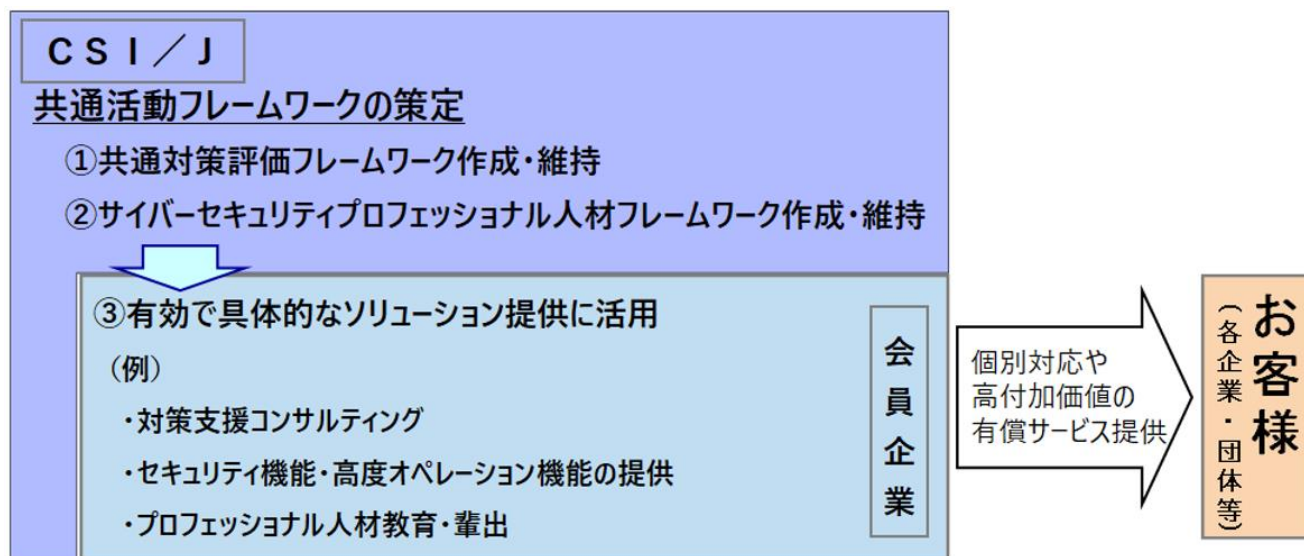 CSI／J
共通活動フレームワークの策定
①共通対策評価フレームワーク作成・維持
②サイバーセキュリティプロフェッショナル人材フレームワーク作成・維持
③有効で具体的なソリューション提供に活用
（例）
・対策支援コンサルティング
・セキュリティ機能・高度オペレーション機能の提供
・プロフェッショナル人材教育・輩出
会員企業
個別対応や
高付加価値の
有償サービス提供
お客様
（各企業・団体等）